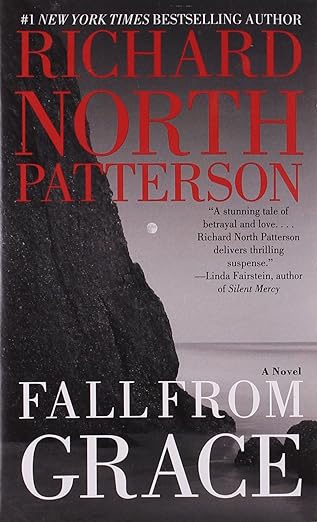 #1 NEW YORK TIMES BESTSELLING AUTHOR
RICHARD
NORTH
PATTERSON
“A stunning tale of
betrayal and love. . . .
Richard North Patterson
delivers thrilling
suspense.”
—Linda Fairstein, author
of Silent Mercy
A Novel
FALL FROM
GRACE